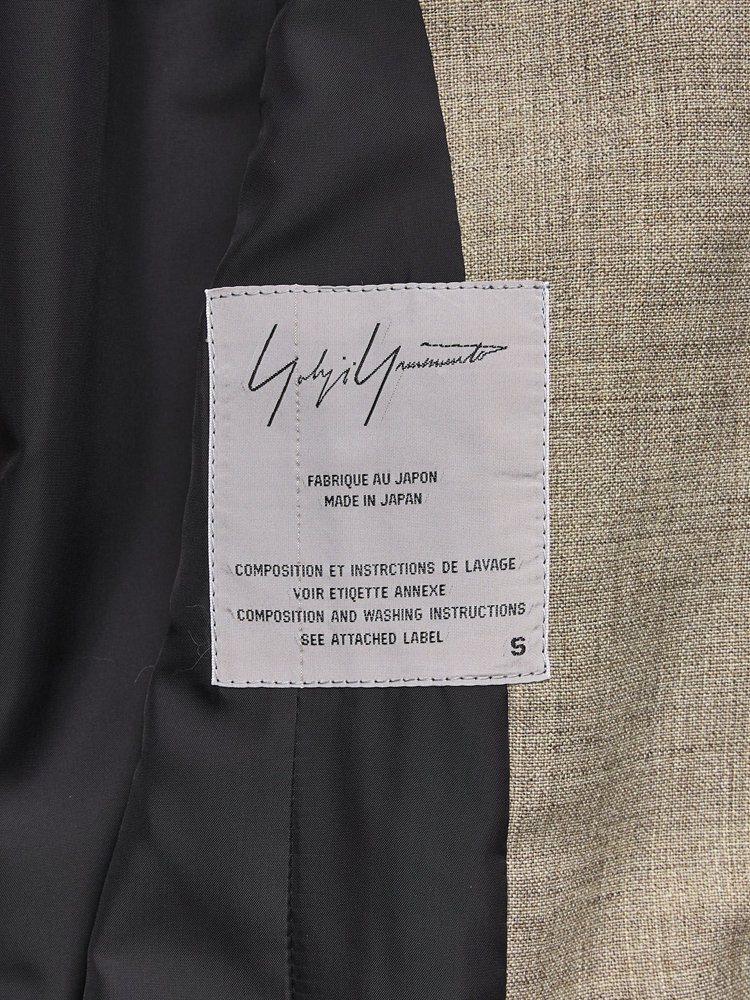 Yohji Yamamoto
FABRIQUE AU JAPON
MADE IN JAPAN
COMPOSITION ET INSTRCTIONS DE LAVAGE
VOIR ETIQETTE ANNEXE
COMPOSITION AND WASHING INSTRUCTIONS
SEE ATTACHED LABEL
S